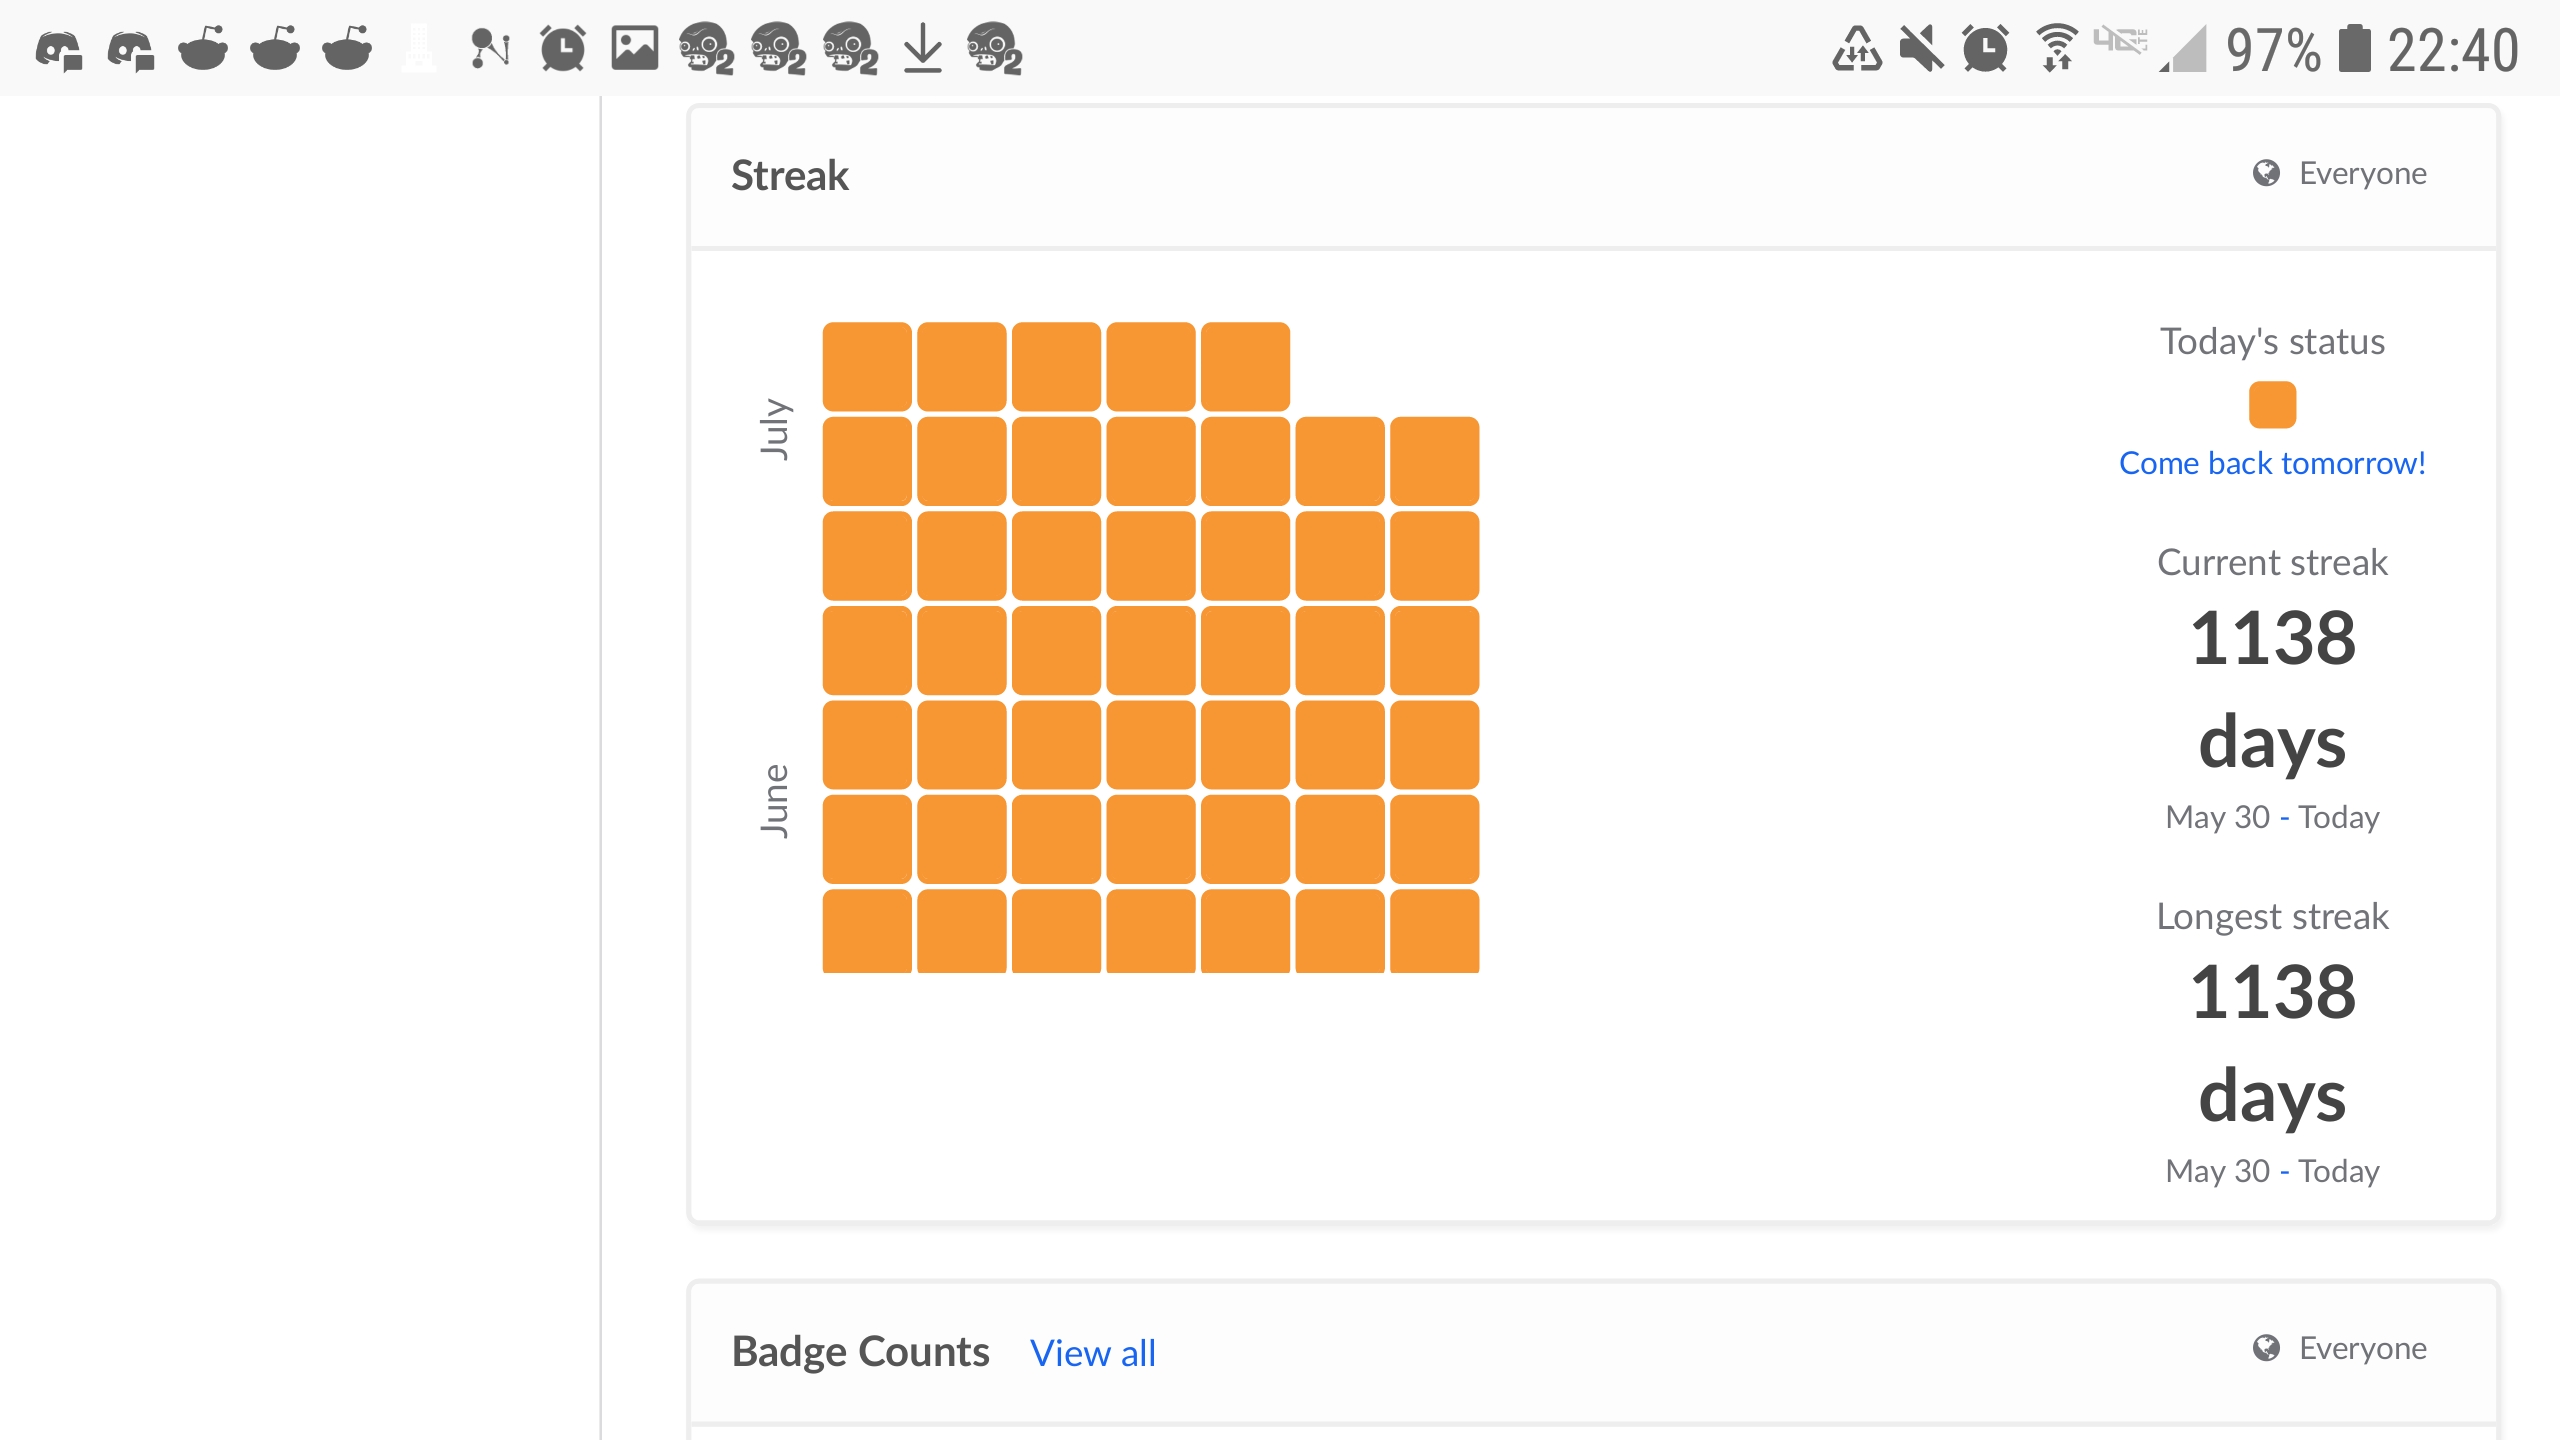 97% 22:40
Streak
Everyone
July
June
Today's status
Come back tomorrow!
Current streak
1138
days
May 30 - Today
Longest streak
1138
days
May 30 - Today
Badge Counts View all
Everyone